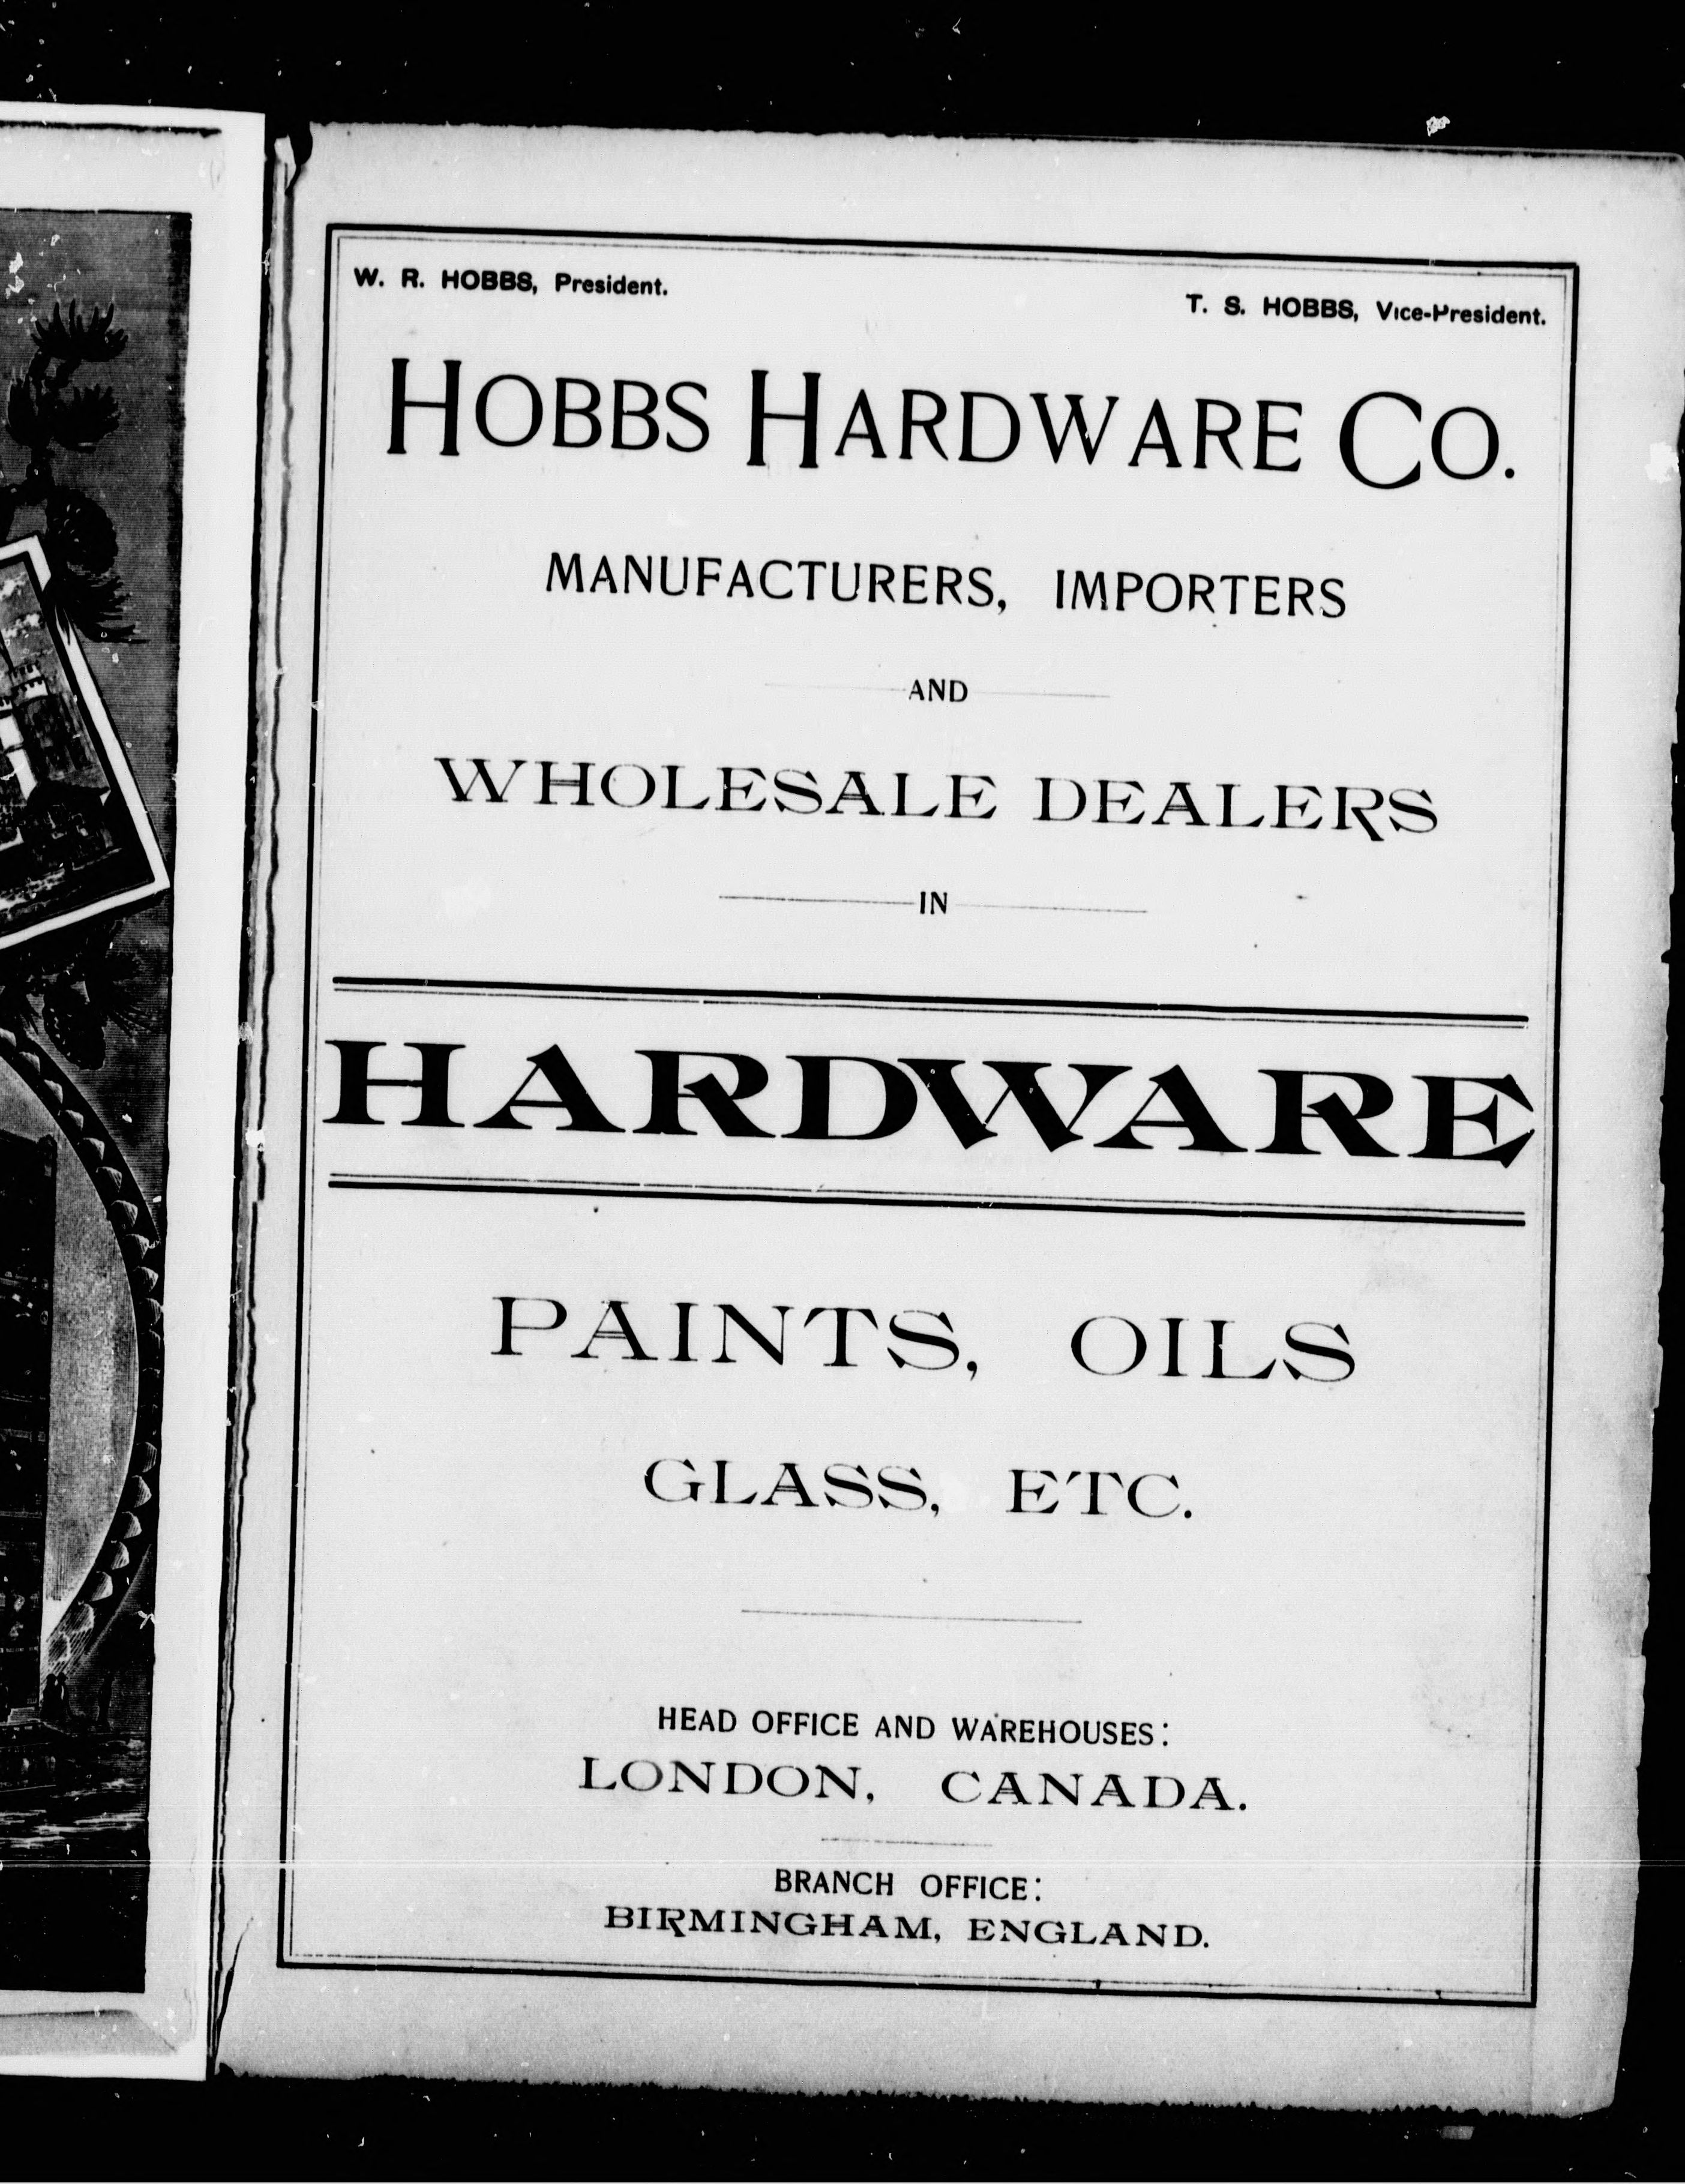 W. R. HOBBS, President.
T. S. HOBBS, Vice-President.
HOBBS HARDWARE CO.
MANUFACTURERS, IMPORTERS
AND
WHOLESALE DEALERS
IN
HARDWARE
PAINTS, OILS
GLASS, ETC.
HEAD OFFICE AND WAREHOUSES:
LONDON, CANADA.
BRANCH OFFICE:
BIRMINGHAM, ENGLAND.